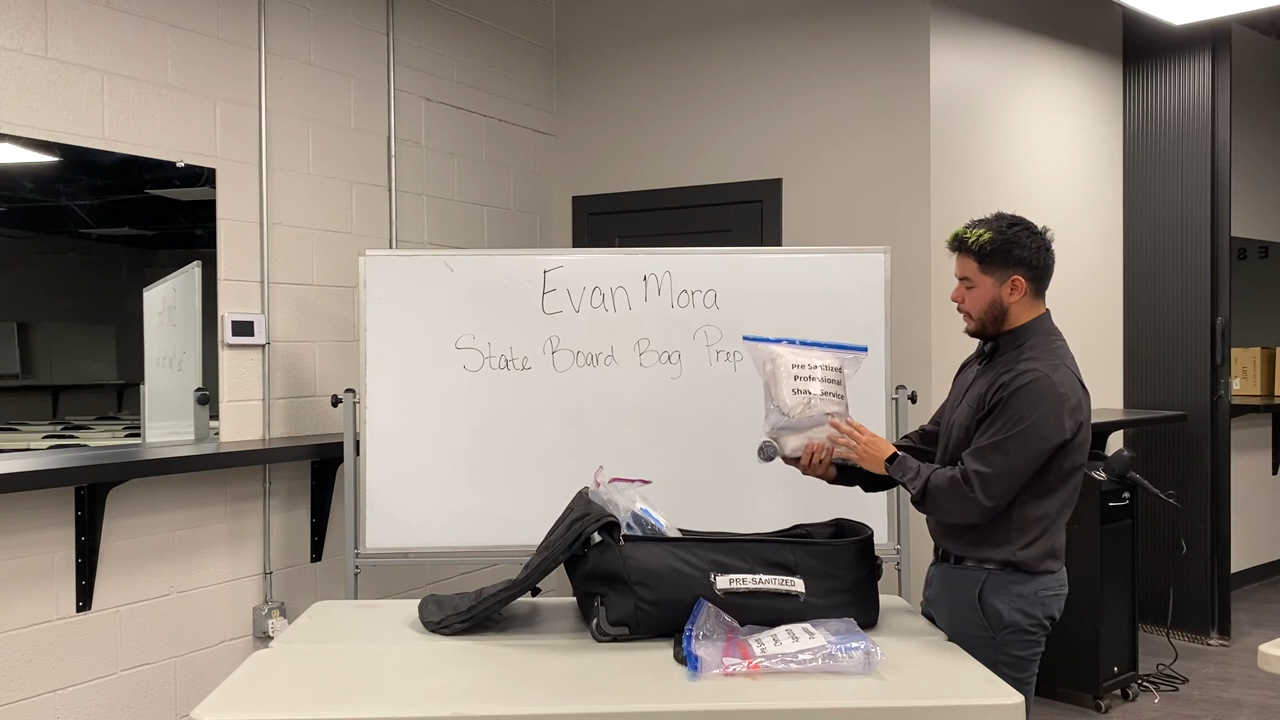 Evan Mora
State Board Bag Prep
Pre Sanitized
Professional
Shave Service
PRE-SANITIZED